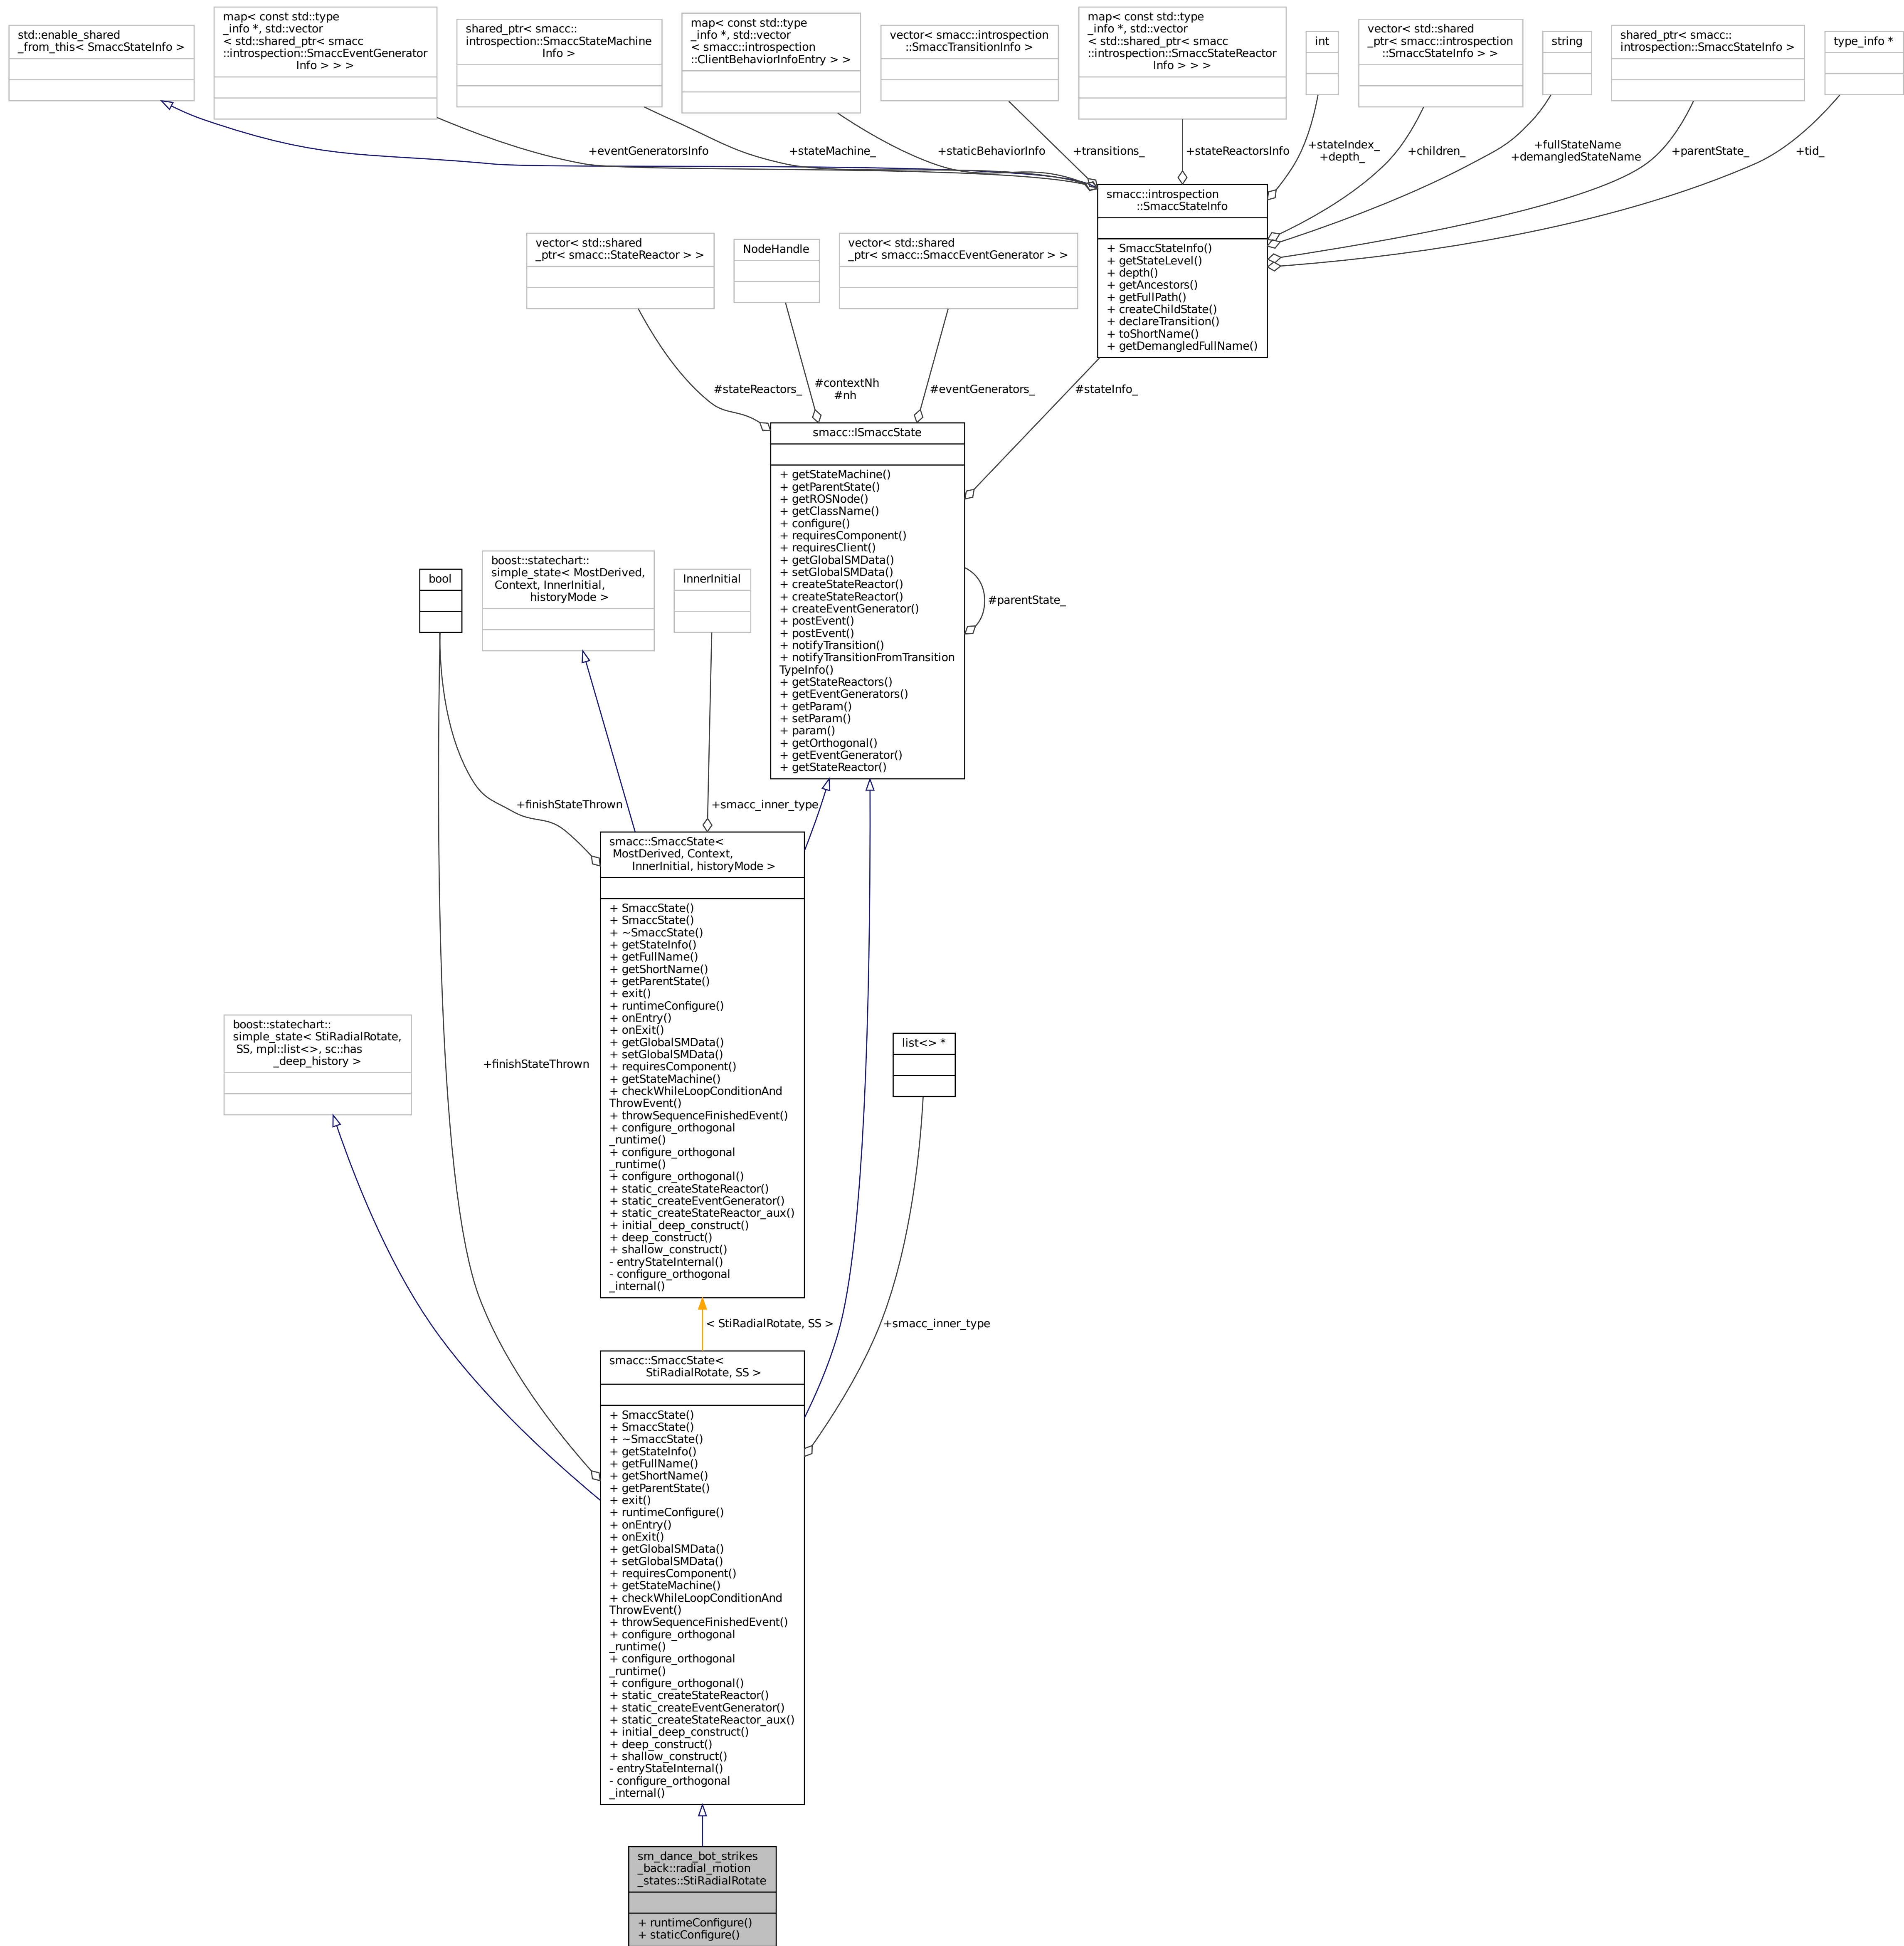 std::enable_shared
_from_this< SmaccStateInfo >
map< const std::type
_info *, std::vector
< std::shared_ptr< smacc
::introspection::SmaccEventGenerator
Info > > >
shared_ptr< smacc::
introspection::SmaccStateMachine
Info >
map< const std::type
_info *, std::vector
< smacc::introspection
::ClientBehaviorInfoEntry > >
vector< smacc::introspection
::SmaccTransitionInfo >
map< const std::type
_info *, std::vector
< std::shared_ptr< smacc
::introspection::SmaccStateReactor
Info > > >
int
vector< std::shared
_ptr< smacc::introspection
::SmaccStateInfo > >
string
shared_ptr< smacc::
introspection::SmaccStateInfo >
type_info *
+eventGeneratorsInfo
+stateMachine_
+staticBehaviorInfo
+transitions_
+stateReactorsInfo
+stateIndex_
+depth_
+children_
+fullStateName
+demangledStateName
+parentState_
+tid_
smacc::introspection
::SmaccStateInfo
+ SmaccStateInfo()
+ getStateLevel()
+ depth()
+ getAncestors()
+ getFullPath()
+ createChildState()
+ declareTransition()
+ toShortName()
+ getDemangledFullName()
vector< std::shared
_ptr< smacc::StateReactor > >
NodeHandle
vector< std::shared
_ptr< smacc::SmaccEventGenerator > >
#stateReactors_
#contextNh
#nh
#eventGenerators_
#stateInfo_
smacc::ISmaccState
+ getStateMachine()
+ getParentState()
+ getROSNode()
+ getClassName()
+ configure()
+ requiresComponent()
+ requiresClient()
+ getGlobalSMData()
+ setGlobalSMData()
+ createStateReactor()
+ createStateReactor()
+ createEventGenerator()
+ postEvent()
+ postEvent()
+ notifyTransition()
+ notifyTransitionFromTransition
TypeInfo()
+ getStateReactors()
+ getEventGenerators()
+ getParam()
+ setParam()
+ param()
+ getOrthogonal()
+ getEventGenerator()
+ getStateReactor()
#parentState_
bool
boost::statechart::
simple_state< MostDerived,
Context, InnerInitial,
historyMode >
InnerInitial
+finishStateThrown
+smacc_inner_type
smacc::SmaccState<
MostDerived, Context,
InnerInitial, historyMode >
+ SmaccState()
+ SmaccState()
+ ~SmaccState()
+ getStateInfo()
+ getFullName()
+ getShortName()
+ getParentState()
+ exit()
+ runtimeConfigure()
+ onEntry()
+ onExit()
+ getGlobalSMData()
+ setGlobalSMData()
+ requiresComponent()
+ getStateMachine()
+ checkWhileLoopConditionAnd
ThrowEvent()
+ throwSequenceFinishedEvent()
+ configure_orthogonal
_runtime()
+ configure_orthogonal
_runtime()
+ configure_orthogonal()
+ static_createStateReactor()
+ static_createEventGenerator()
+ static_createStateReactor_aux()
+ initial_deep_construct()
+ deep_construct()
+ shallow_construct()
- entryStateInternal()
- configure_orthogonal
_internal()
boost::statechart::
simple_state< StiRadialRotate,
SS, mpl::list<>, sc::has
_deep_history >
+finishStateThrown
list<> *
< StiRadialRotate, SS >
+smacc_inner_type
smacc::SmaccState<
StiRadialRotate, SS >
+ SmaccState()
+ SmaccState()
+ ~SmaccState()
+ getStateInfo()
+ getFullName()
+ getShortName()
+ getParentState()
+ exit()
+ runtimeConfigure()
+ onEntry()
+ onExit()
+ getGlobalSMData()
+ setGlobalSMData()
+ requiresComponent()
+ getStateMachine()
+ checkWhileLoopConditionAnd
ThrowEvent()
+ throwSequenceFinishedEvent()
+ configure_orthogonal
_runtime()
+ configure_orthogonal
_runtime()
+ configure_orthogonal()
+ static_createStateReactor()
+ static_createEventGenerator()
+ static_createStateReactor_aux()
+ initial_deep_construct()
+ deep_construct()
+ shallow_construct()
- entryStateInternal()
- configure_orthogonal
_internal()
sm_dance_bot_strikes
_back::radial_motion
_states::StiRadialRotate
+ runtimeConfigure()
+ staticConfigure()